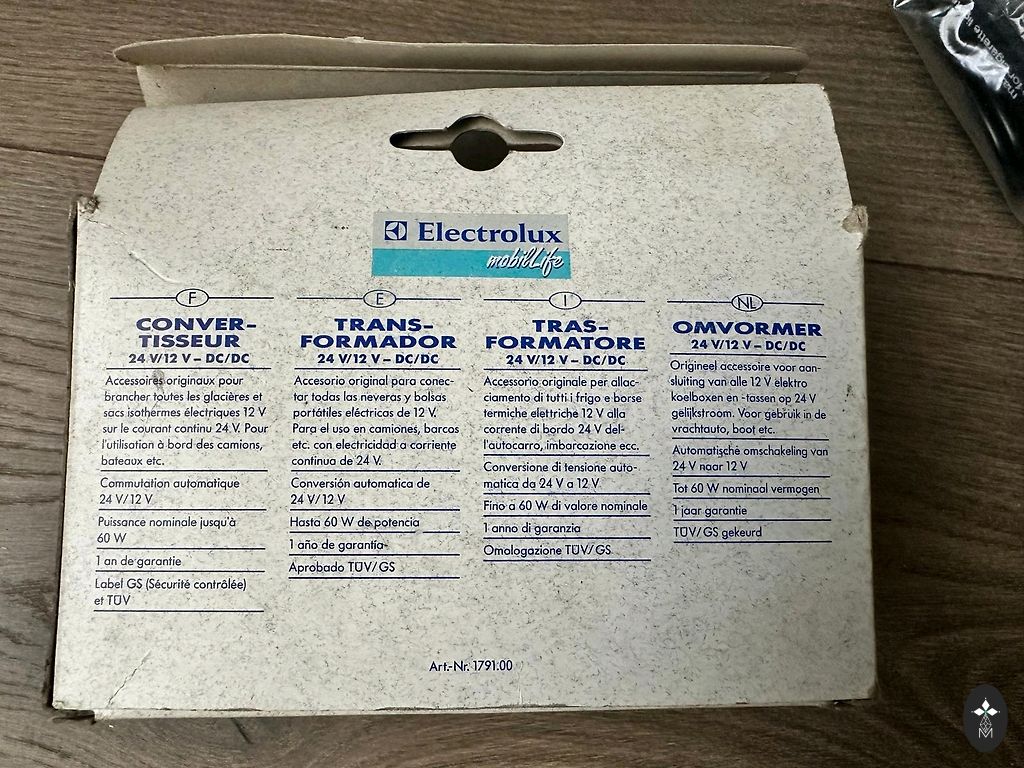 Electrolux
mobilLife
F
CONVER-
TISSEUR
24 V/12 V – DC/DC
Accessoires originaux pour
brancher toutes les glacières et
sacs isothermes électriques 12 V
sur le courant continu 24 V. Pour
l'utilisation à bord des camions,
bateaux etc.
Commutation automatique
24 V/12 V
Puissance nominale jusqu'à
60 W
1 an de garantie
Label GS (Sécurité contrôlée)
et TÜV
E
TRANS-
FORMADOR
24 V/12 V – DC/DC
Accesorio original para conec-
tar todas las neveras y bolsas
portátiles eléctricas de 12 V.
Para el uso en camiones, barcos
etc. con electricidad a corriente
continua de 24 V.
Conversión automatica de
24 V/12 V
Hasta 60 W de potencia
1 año de garantía
Aprobado TÜV/GS
I
TRAS-
FORMATORE
24 V/12 V – DC/DC
Accessorio originale per allac-
ciamento di tutti i frigo e borse
termiche elettriche 12 V alla
corrente di bordo 24 V del-
l'autocarro, imbarcazione ecc.
Conversione di tensione auto-
matica da 24 V a 12 V
Fino a 60 W di valore nominale
1 anno di garanzia
Omologazione TÜV/GS
NL
OMVORMER
24 V/12 V – DC/DC
Origineel accessoire voor aan-
sluiting van alle 12 V elektro
koelboxen en -tassen op 24 V
gelijkstroom. Voor gebruik in de
vrachtauto, boot etc.
Automatische omschakeling van
24 V naar 12 V
Tot 60 W nominaal vermogen
1 jaar garantie
TÜV/GS gekeurd
Art.-Nr. 1791.00
M